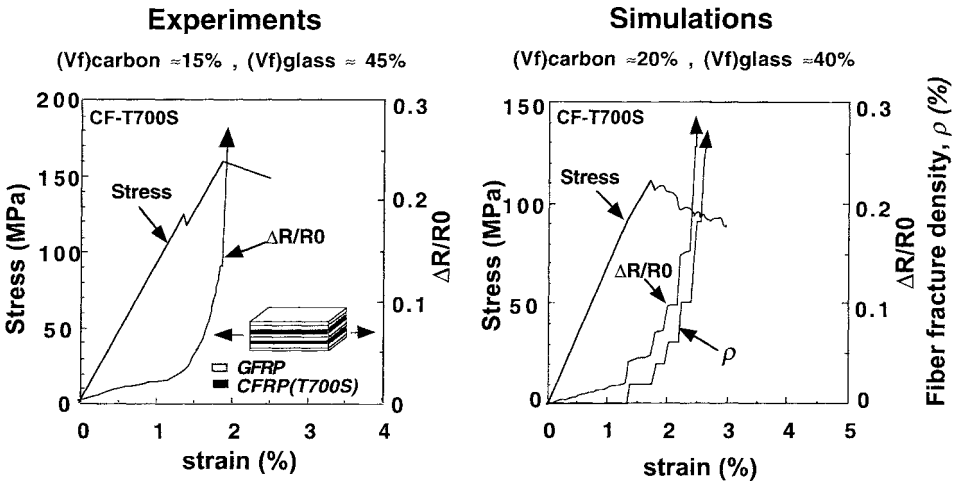 Experiments
(Vf)carbon ≈15% , (Vf)glass ≈ 45%
200
150
100
50
0
Stress (MPa)
0.3
0.2
0.1
0
ΔR/R0
CF-T700S
Stress
ΔR/R0
GFRP
CFRP(T700S)
0 1 2 3 4
strain (%)
Simulations
(Vf)carbon ≈20% , (Vf)glass ≈40%
150
100
50
0
Stress (MPa)
0.3
0.2
0.1
0
ΔR/R0
Fiber fracture density, ρ (%)
CF-T700S
Stress
ΔR/R0
ρ
0 1 2 3 4 5
strain (%)